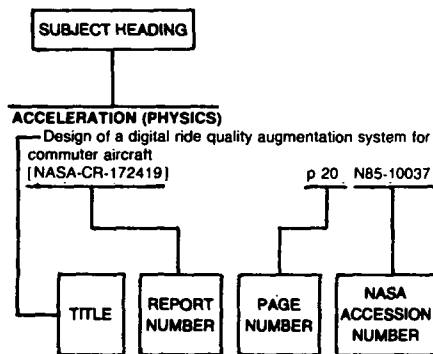 SUBJECT HEADING
ACCELERATION (PHYSICS)
Design of a digital ride quality augmentation system for
commuter aircraft
[NASA-CR-172419] p 20 N85-10037
TITLE
REPORT
NUMBER
PAGE
NUMBER
NASA
ACCESSION
NUMBER